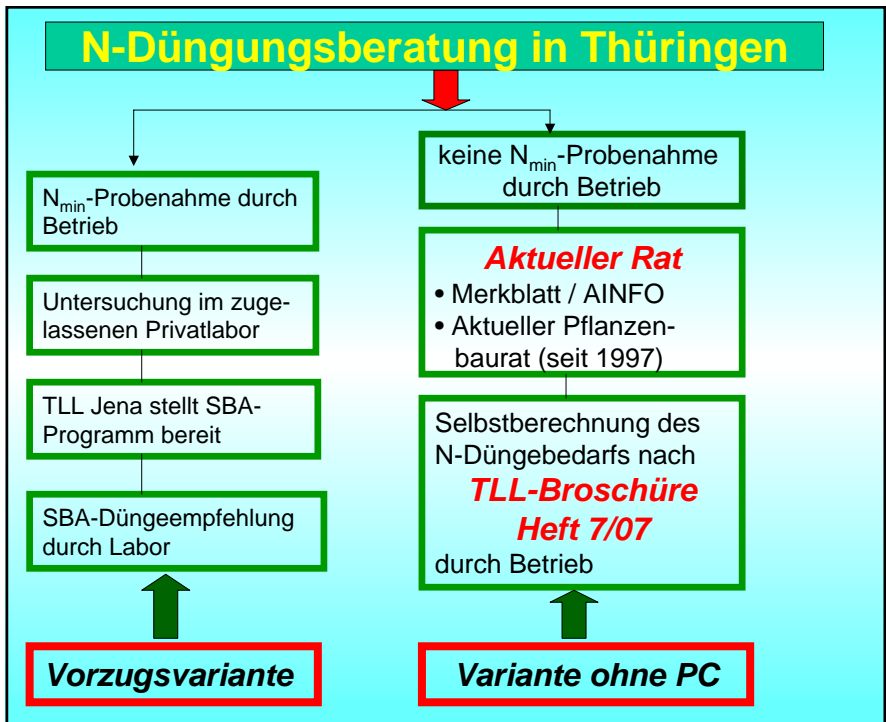 N-Düngungsberatung in Thüringen
N_min-Probenahme durch
Betrieb
Untersuchung im zuge-
lassenen Privatlabor
TLL Jena stellt SBA-
Programm bereit
SBA-Düngeempfehlung
durch Labor
Vorzugsvariante
keine N_min-Probenahme
durch Betrieb
Aktueller Rat
• Merkblatt / AINFO
• Aktueller Pflanzen-
baurat (seit 1997)
Selbstberechnung des
N-Düngebedarfs nach
TLL-Broschüre
Heft 7/07
durch Betrieb
Variante ohne PC